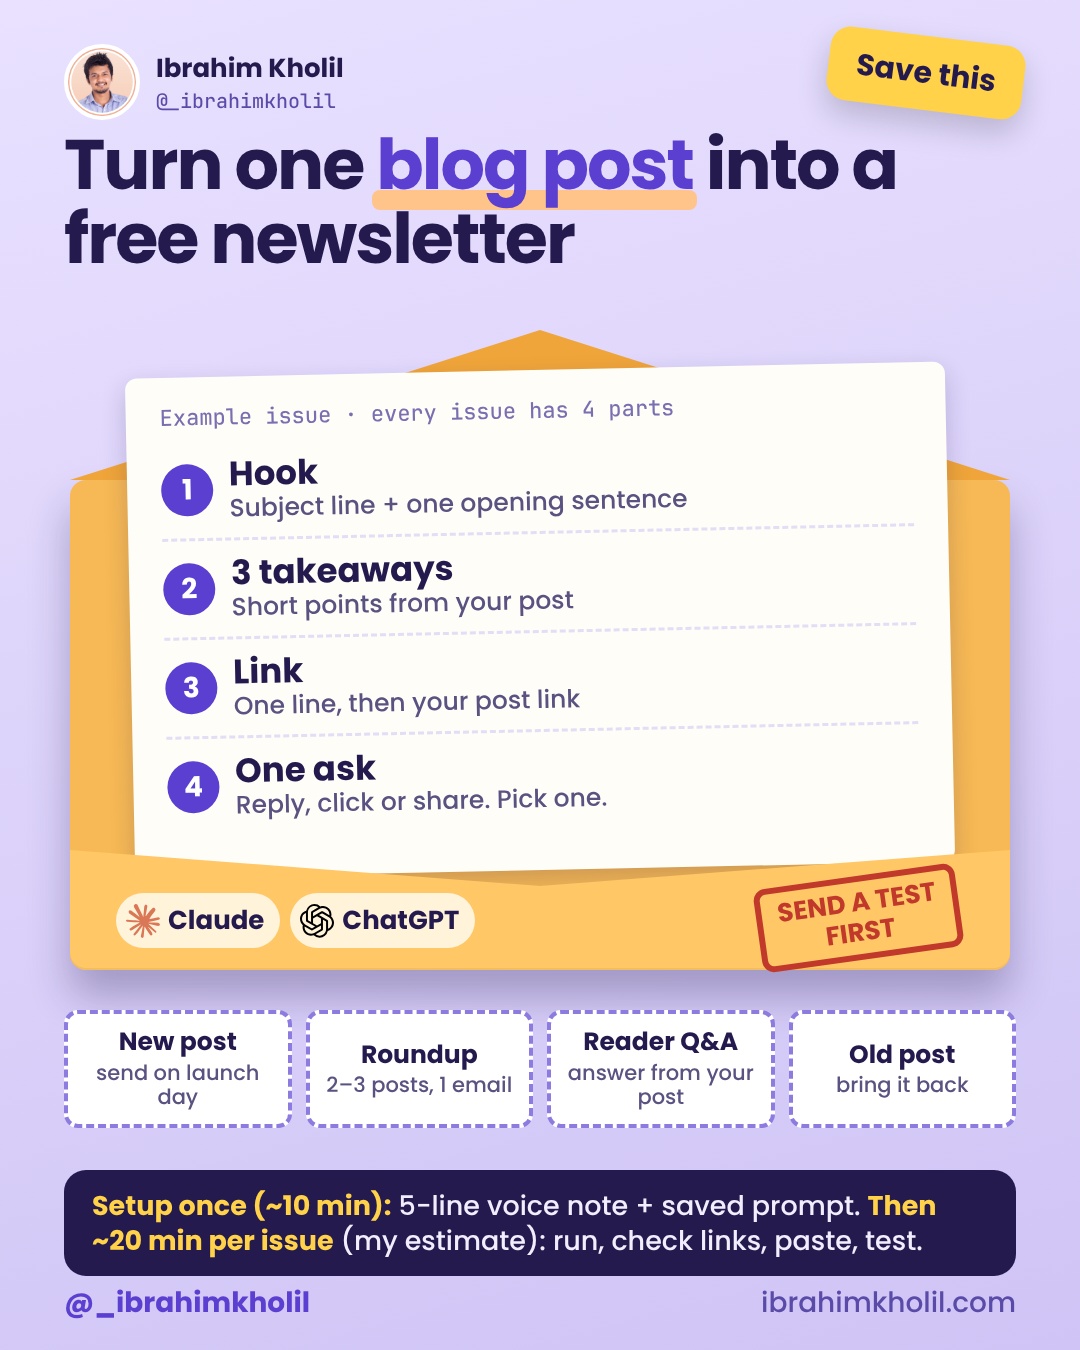 Ibrahim Kholil
@_ibrahimkholil
Save this
Turn one blog post into a
free newsletter
Example issue · every issue has 4 parts
1
Hook
Subject line + one opening sentence
2
3 takeaways
Short points from your post
3
Link
One line, then your post link
4
One ask
Reply, click or share. Pick one.
Claude
ChatGPT
SEND A TEST
FIRST
New post
send on launch
day
Roundup
2–3 posts, 1 email
Reader Q&A
answer from your
post
Old post
bring it back
Setup once (~10 min): 5-line voice note + saved prompt. Then
~20 min per issue (my estimate): run, check links, paste, test.
@_ibrahimkholil
ibrahimkholil.com